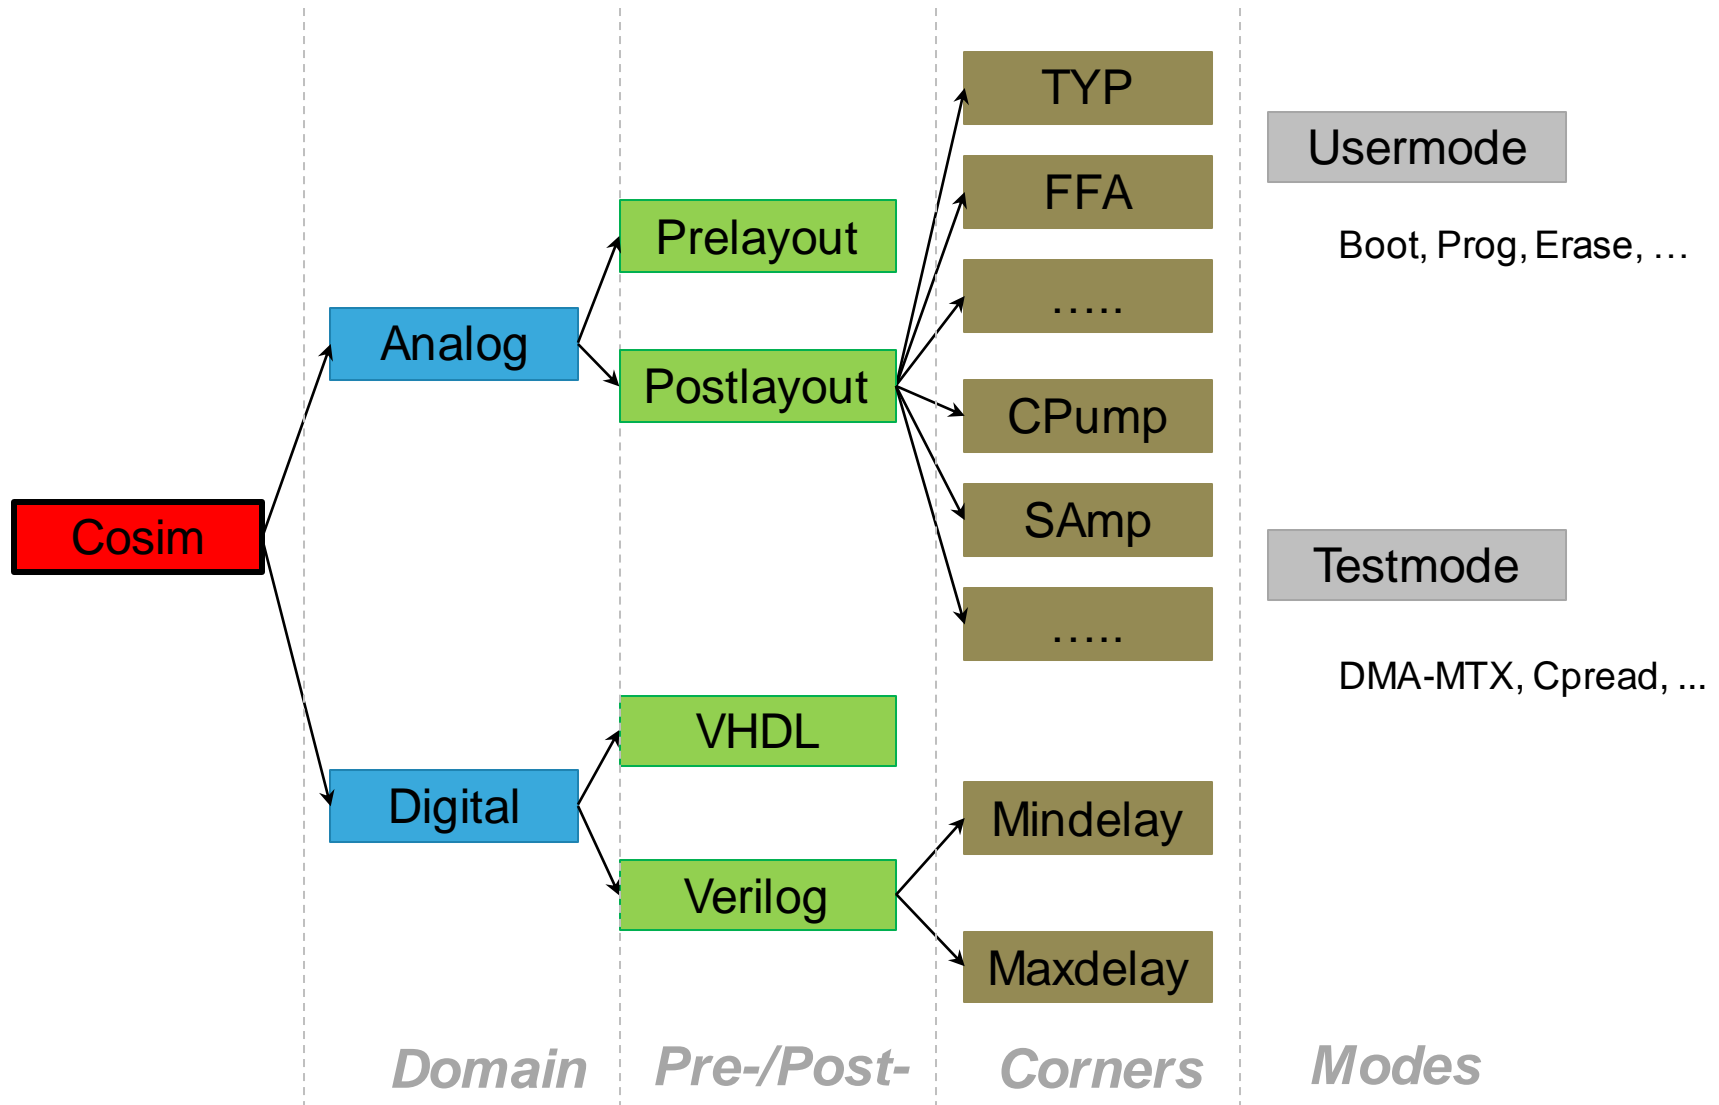 TYP
Usermode
FFA
Prelayout
Boot, Prog, Erase, …
…..
Analog
Postlayout
CPump
Cosim
SAmp
Testmode
…..
DMA-MTX, Cpread, ...
VHDL
Digital
Mindelay
Verilog
Maxdelay
Domain
Pre-/Post-
Corners
Modes